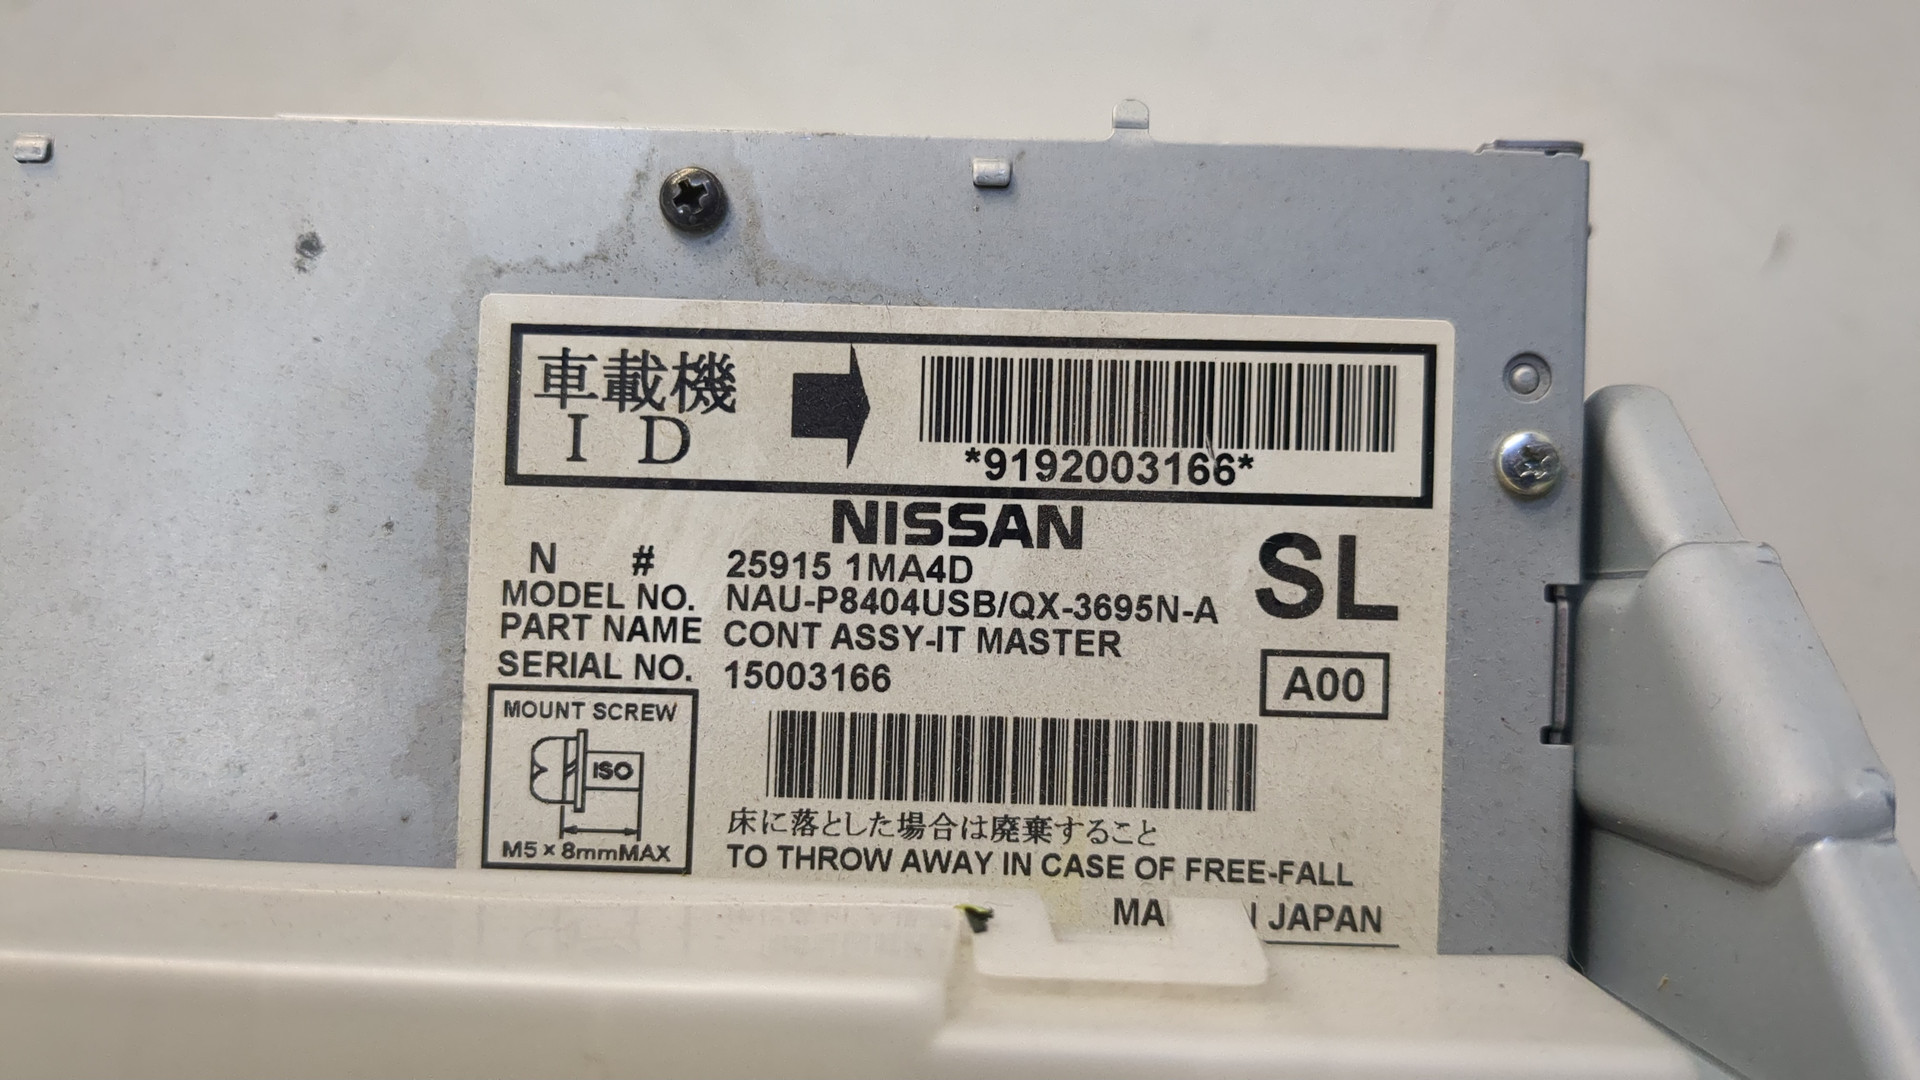 車載機
I D
*9192003166*
NISSAN
N # 25915 1MA4D
MODEL NO. NAU-P8404USB/QX-3695N-A
SL
PART NAME CONT ASSY-IT MASTER
SERIAL NO. 15003166
A00
MOUNT SCREW
ISO
M5×8mmMAX
床に落とした場合は廃棄すること
TO THROW AWAY IN CASE OF FREE-FALL
JAPAN